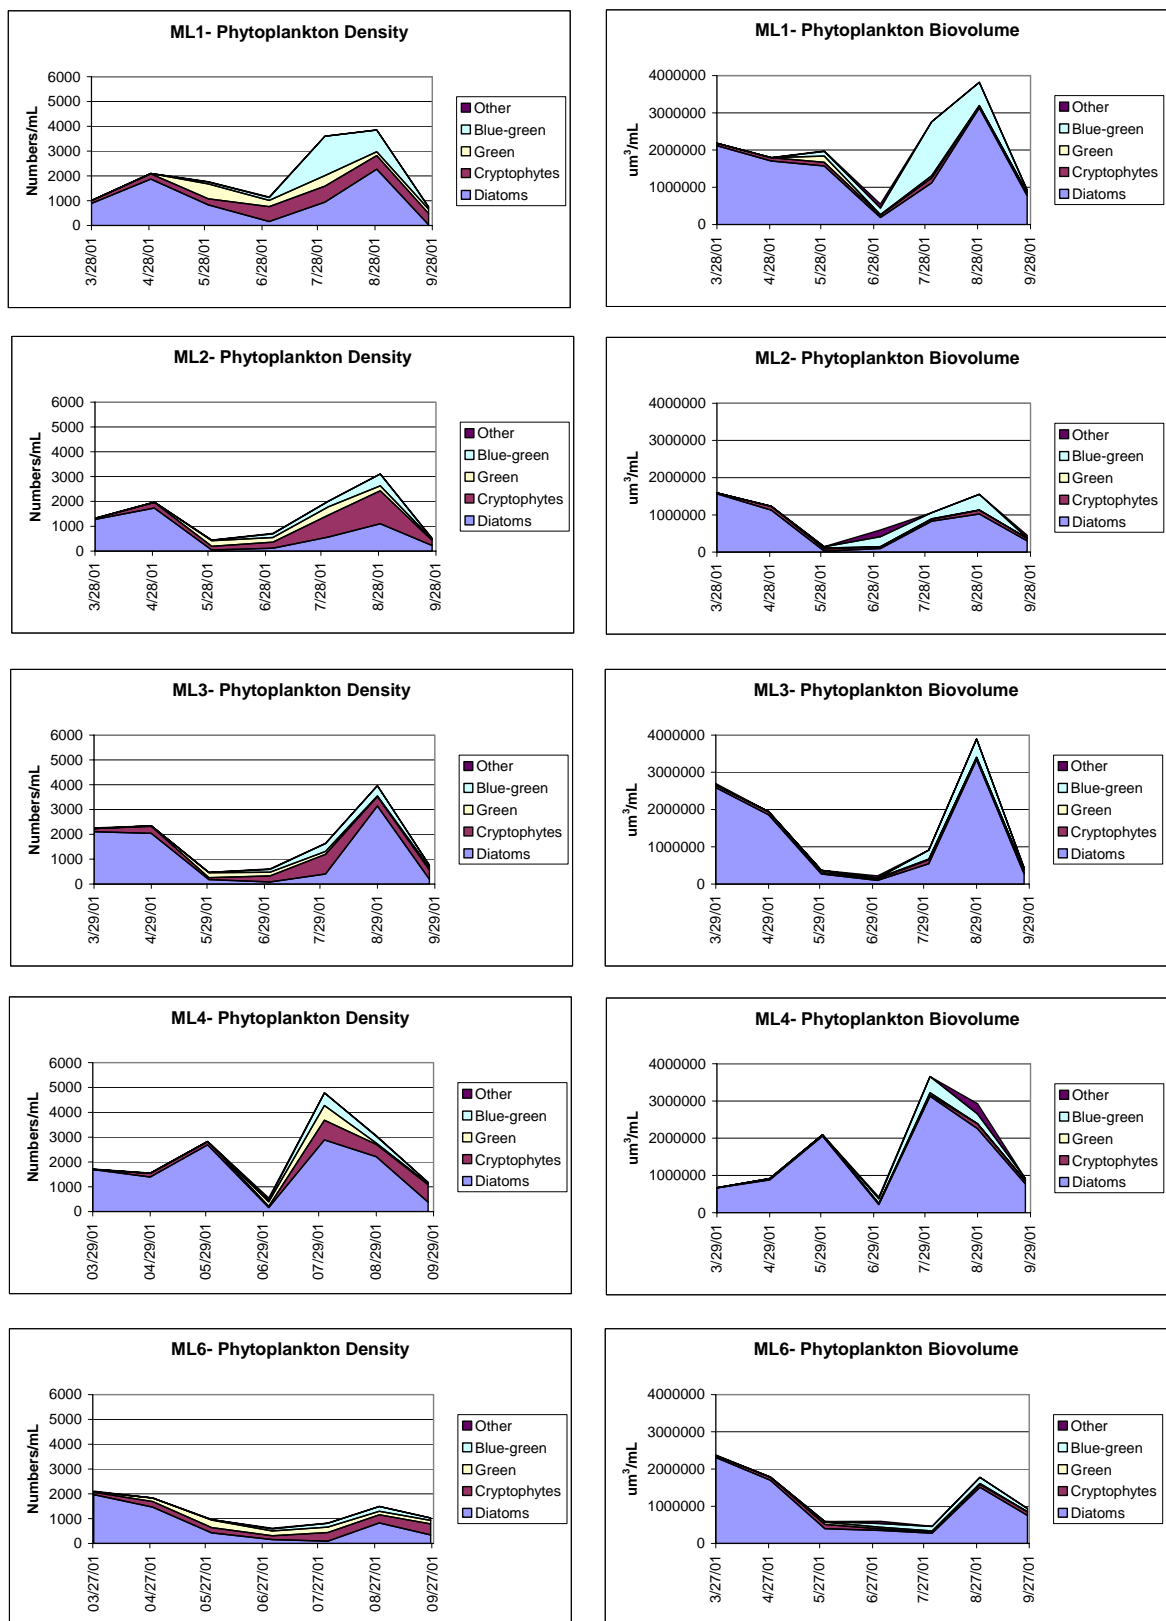 ML1- Phytoplankton Density
6000
5000
4000
3000
2000
1000
0
Numbers/mL
3/28/01
4/28/01
5/28/01
6/28/01
7/28/01
8/28/01
9/28/01
Other
Blue-green
Green
Cryptophytes
Diatoms
ML1- Phytoplankton Biovolume
4000000
3000000
2000000
1000000
0
um³/mL
3/28/01
4/28/01
5/28/01
6/28/01
7/28/01
8/28/01
9/28/01
Other
Blue-green
Green
Cryptophytes
Diatoms
ML2- Phytoplankton Density
6000
5000
4000
3000
2000
1000
0
Numbers/mL
3/28/01
4/28/01
5/28/01
6/28/01
7/28/01
8/28/01
9/28/01
Other
Blue-green
Green
Cryptophytes
Diatoms
ML2- Phytoplankton Biovolume
4000000
3000000
2000000
1000000
0
um³/mL
3/28/01
4/28/01
5/28/01
6/28/01
7/28/01
8/28/01
9/28/01
Other
Blue-green
Green
Cryptophytes
Diatoms
ML3- Phytoplankton Density
6000
5000
4000
3000
2000
1000
0
Numbers/mL
3/29/01
4/29/01
5/29/01
6/29/01
7/29/01
8/29/01
9/29/01
Other
Blue-green
Green
Cryptophytes
Diatoms
ML3- Phytoplankton Biovolume
4000000
3000000
2000000
1000000
0
um³/mL
3/29/01
4/29/01
5/29/01
6/29/01
7/29/01
8/29/01
9/29/01
Other
Blue-green
Green
Cryptophytes
Diatoms
ML4- Phytoplankton Density
6000
5000
4000
3000
2000
1000
0
Numbers/mL
03/29/01
04/29/01
05/29/01
06/29/01
07/29/01
08/29/01
09/29/01
Other
Blue-green
Green
Cryptophytes
Diatoms
ML4- Phytoplankton Biovolume
4000000
3000000
2000000
1000000
0
um³/mL
3/29/01
4/29/01
5/29/01
6/29/01
7/29/01
8/29/01
9/29/01
Other
Blue-green
Green
Cryptophytes
Diatoms
ML6- Phytoplankton Density
6000
5000
4000
3000
2000
1000
0
Numbers/mL
03/27/01
04/27/01
05/27/01
06/27/01
07/27/01
08/27/01
09/27/01
Other
Blue-green
Green
Cryptophytes
Diatoms
ML6- Phytoplankton Biovolume
4000000
3000000
2000000
1000000
0
um³/mL
3/27/01
4/27/01
5/27/01
6/27/01
7/27/01
8/27/01
9/27/01
Other
Blue-green
Green
Cryptophytes
Diatoms